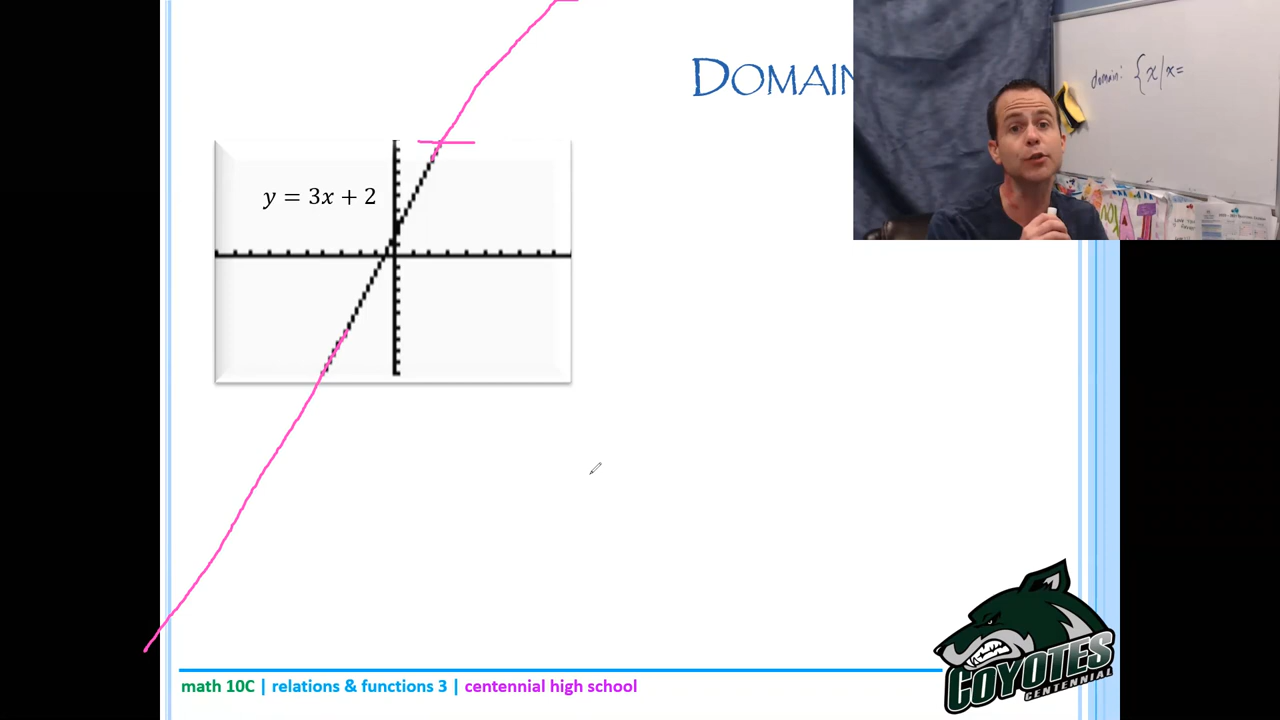 DOMAIN
domain: {x|x=
y = 3x + 2
math 10C | relations & functions 3 | centennial high school
COYOTES
CENTENNIAL